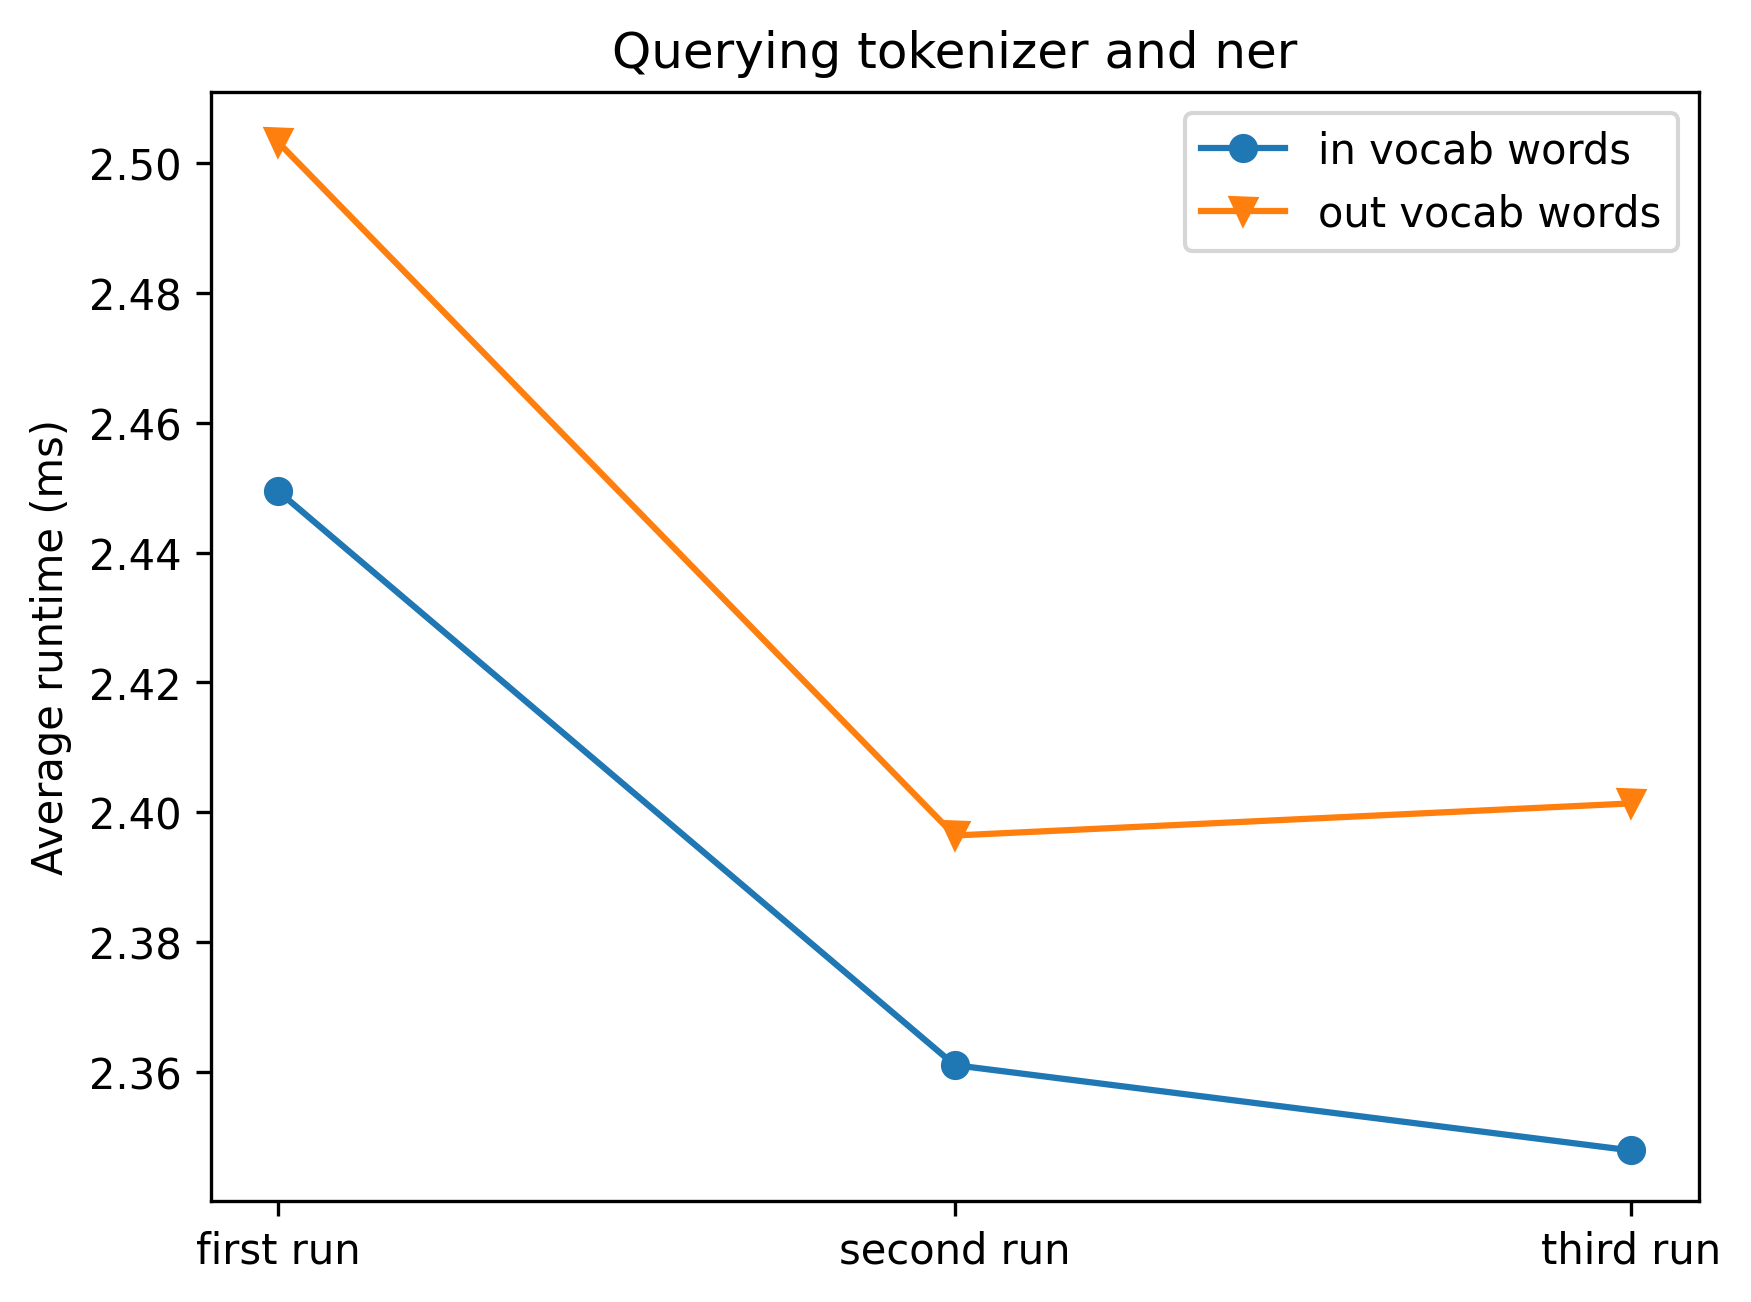 Querying tokenizer and ner
in vocab words
out vocab words
Average runtime (ms)
2.50
2.48
2.46
2.44
2.42
2.40
2.38
2.36
first run
second run
third run